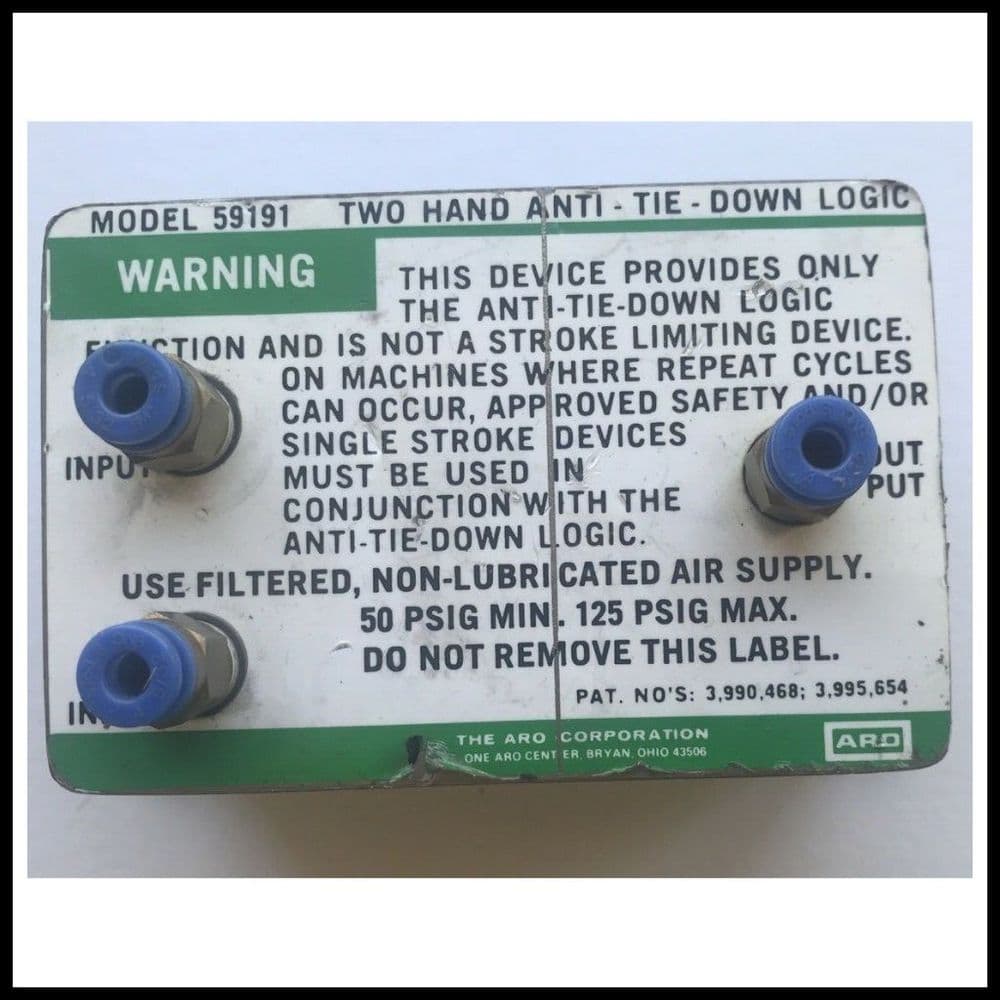 MODEL 59191 TWO HAND ANTI-TIE-DOWN LOGIC
WARNING
THIS DEVICE PROVIDES ONLY
THE ANTI-TIE-DOWN LOGIC
FUNCTION AND IS NOT A STROKE LIMITING DEVICE.
ON MACHINES WHERE REPEAT CYCLES
CAN OCCUR, APPROVED SAFETY AND/OR
SINGLE STROKE DEVICES
MUST BE USED IN
CONJUNCTION WITH THE
ANTI-TIE-DOWN LOGIC.
INPUT
OUT
PUT
USE FILTERED, NON-LUBRICATED AIR SUPPLY.
50 PSIG MIN. 125 PSIG MAX.
DO NOT REMOVE THIS LABEL.
IN
PAT. NO'S: 3,990,468; 3,995,654
THE ARO CORPORATION
ONE ARO CENTER, BRYAN, OHIO 43506
ARO